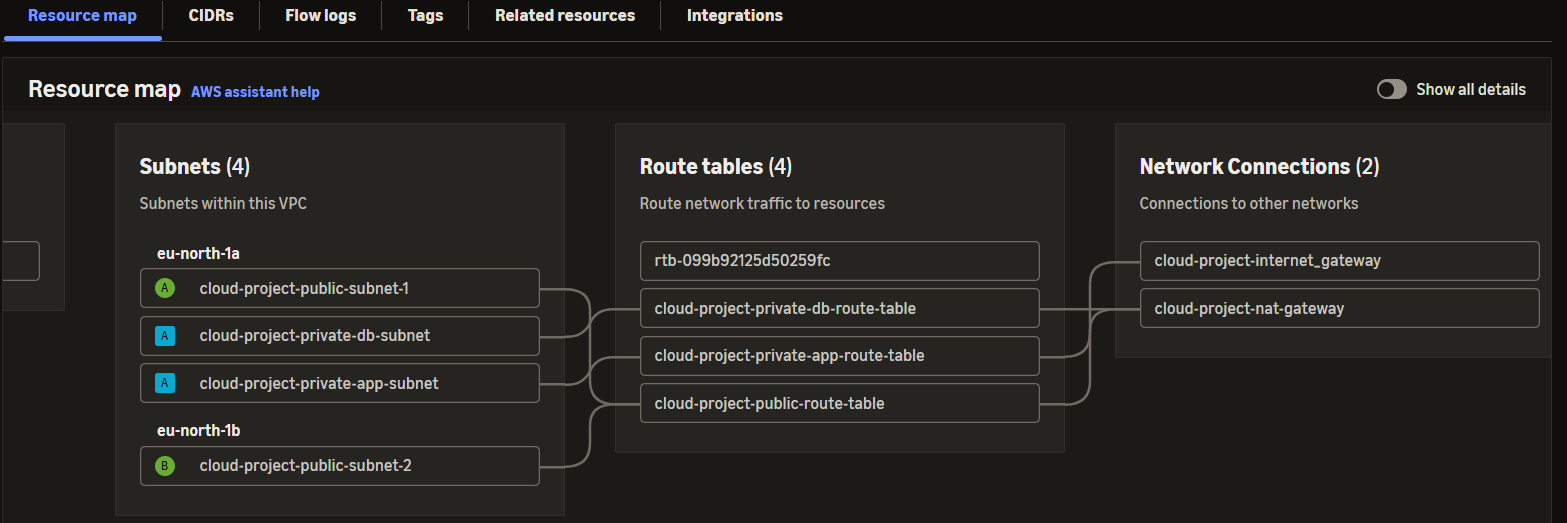 Resource map
CIDRs
Flow logs
Tags
Related resources
Integrations
Resource map AWS assistant help
Show all details
Subnets (4)
Subnets within this VPC
eu-north-1a
A cloud-project-public-subnet-1
A cloud-project-private-db-subnet
A cloud-project-private-app-subnet
eu-north-1b
B cloud-project-public-subnet-2
Route tables (4)
Route network traffic to resources
rtb-099b92125d50259fc
cloud-project-private-db-route-table
cloud-project-private-app-route-table
cloud-project-public-route-table
Network Connections (2)
Connections to other networks
cloud-project-internet_gateway
cloud-project-nat-gateway